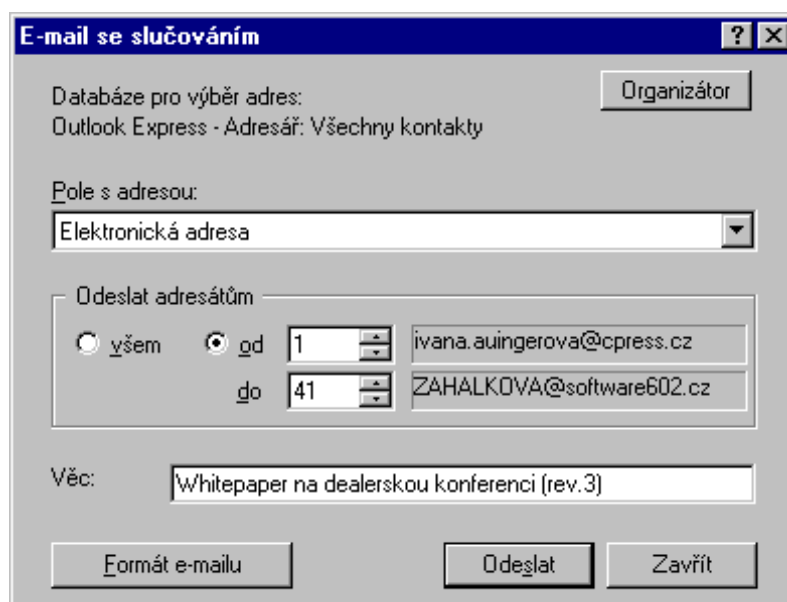 E-mail se slučováním
Databáze pro výběr adres:
Organizátor
Outlook Express - Adresář: Všechny kontakty
Pole s adresou:
Elektronická adresa
Odeslat adresátům
všem od 1 ivana.auingerova@cpress.cz
do 41 ZAHALKOVA@software602.cz
Věc: Whitepaper na dealerskou konferenci (rev.3)
Formát e-mailu Odeslat Zavřít